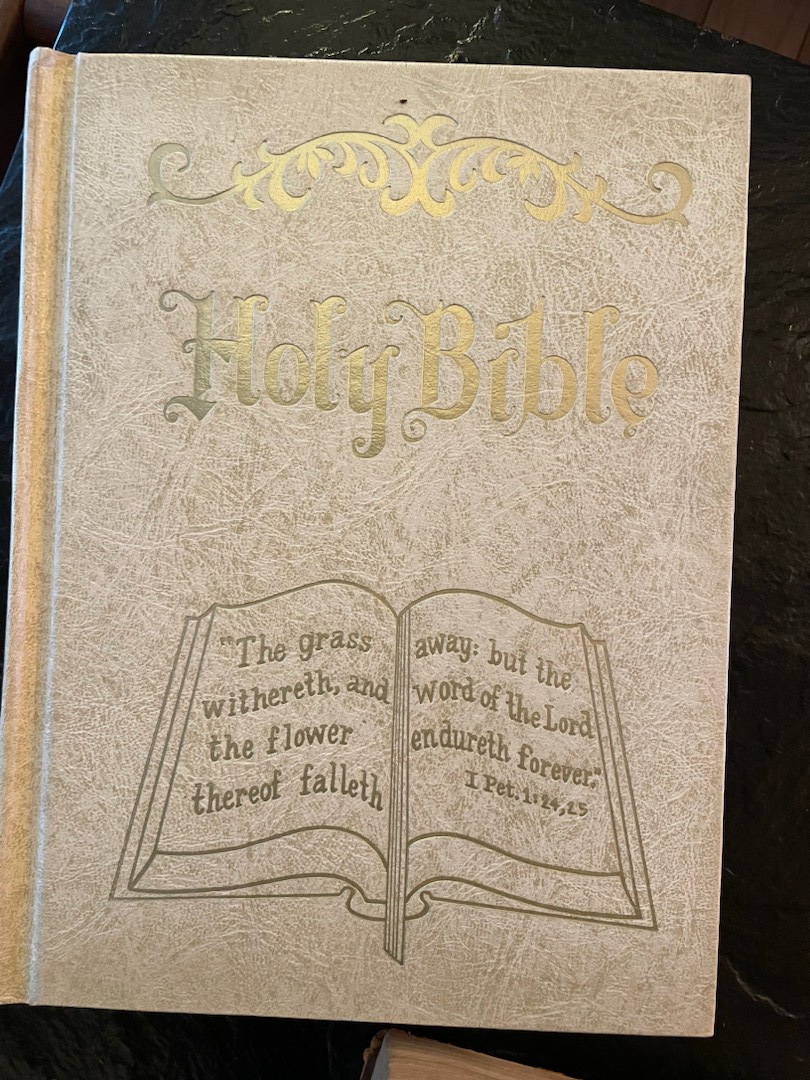 Holy Bible
"The grass
withereth, and
the flower
thereof falleth
away: but the
word of the Lord
endureth forever."
I Pet. 1:24,25